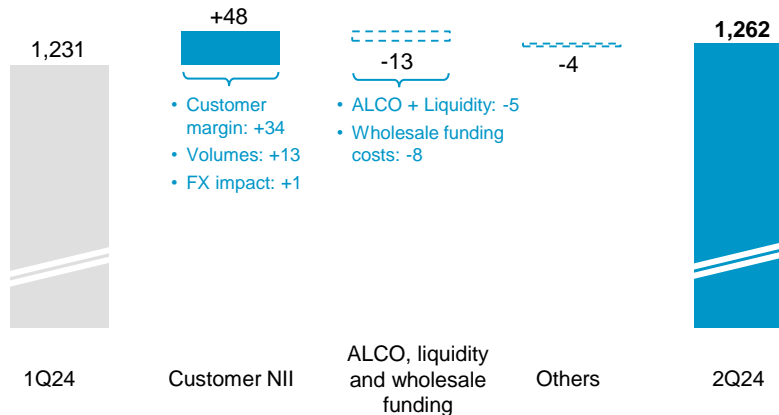 +48
1,262
1,231
-13
-4
• Customer
margin: +34
• Volumes: +13
• FX impact: +1
• ALCO + Liquidity: -5
• Wholesale funding
costs: -8
1Q24
Customer NII
ALCO, liquidity
and wholesale
funding
Others
2Q24